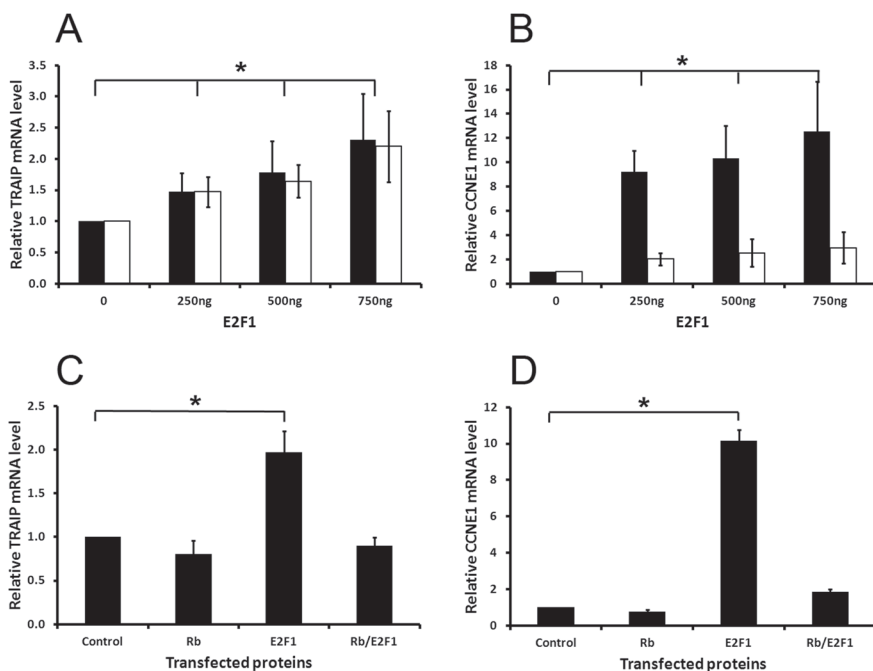 A
Relative TRAIP mRNA level
3.5
3.0
2.5
2.0
1.5
1.0
0.5
0.0
*
0 250ng 500ng 750ng
E2F1
B
Relative CCNE1 mRNA level
18
16
14
12
10
8
6
4
2
0
*
0 250ng 500ng 750ng
E2F1
C
Relative TRAIP mRNA level
2.5
2.0
1.5
1.0
0.5
0.0
*
Control Rb E2F1 Rb/E2F1
Transfected proteins
D
Relative CCNE1 mRNA level
12
10
8
6
4
2
0
*
Control Rb E2F1 Rb/E2F1
Transfected proteins